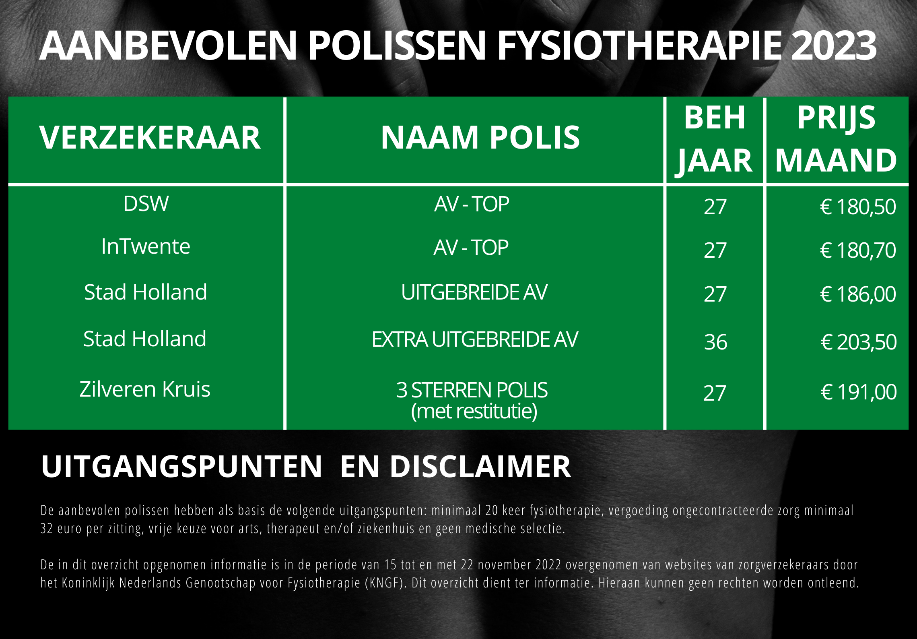 AANBEVOLEN POLISSEN FYSIOTHERAPIE 2023
VERZEKERAAR NAAM POLIS BEH JAAR PRIJS MAAND
DSW AV - TOP 27 € 180,50
InTwente AV - TOP 27 € 180,70
Stad Holland UITGEBREIDE AV 27 € 186,00
Stad Holland EXTRA UITGEBREIDE AV 36 € 203,50
Zilveren Kruis 3 STERREN POLIS 27 € 191,00
(met restitutie)
UITGANGSPUNTEN EN DISCLAIMER
De aanbevolen polissen hebben als basis de volgende uitgangspunten: minimaal 20 keer fysiotherapie, vergoeding ongecontracteerde zorg minimaal
32 euro per zitting, vrije keuze voor arts, therapeut en/of ziekenhuis en geen medische selectie.
De in dit overzicht opgenomen informatie is in de periode van 15 tot en met 22 november 2022 overgenomen van websites van zorgverzekeraars door
het Koninklijk Nederlands Genootschap voor Fysiotherapie (KNGF). Dit overzicht dient ter informatie. Hieraan kunnen geen rechten worden ontleend.